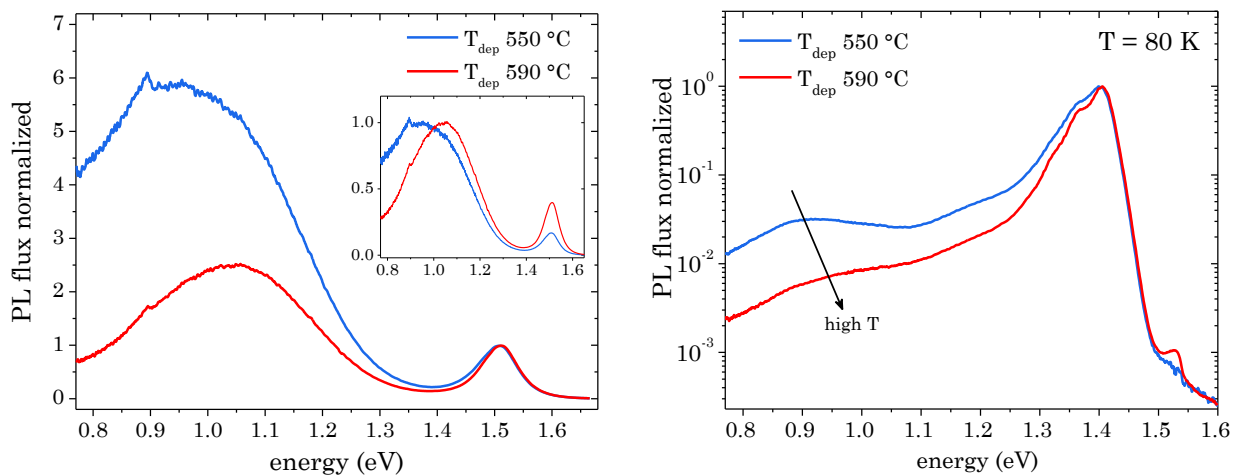 PL flux normalized
7
6
5
4
3
2
1
0
T_dep 550 °C
T_dep 590 °C
1.0
0.5
0.0
0.8 1.0 1.2 1.4 1.6
0.8 0.9 1.0 1.1 1.2 1.3 1.4 1.5 1.6
energy (eV)
PL flux normalized
10^0
10^-1
10^-2
10^-3
T_dep 550 °C
T_dep 590 °C
T = 80 K
high T
0.8 0.9 1.0 1.1 1.2 1.3 1.4 1.5 1.6
energy (eV)